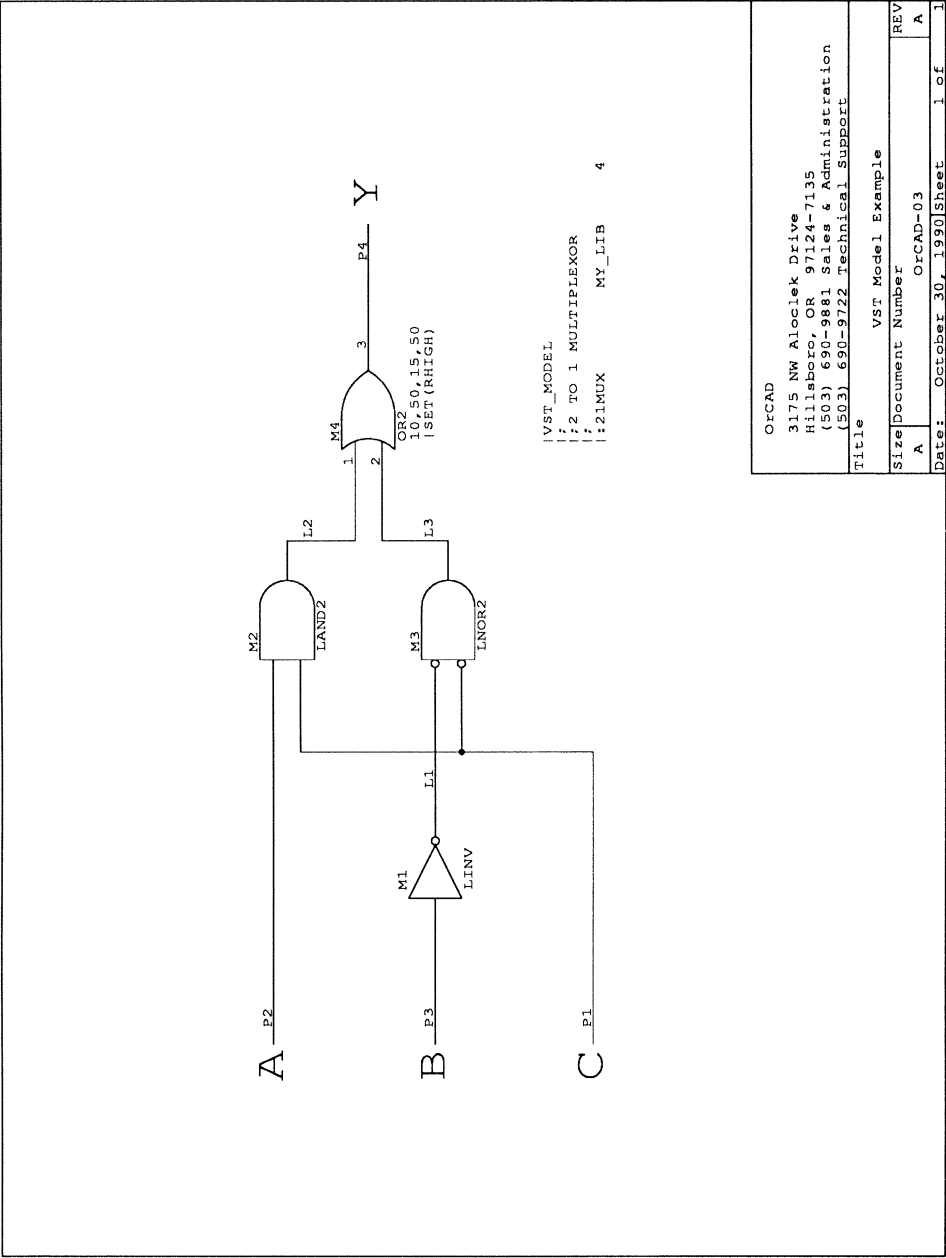 A
P2
M2
LAND2
L2
B
P3
M1
LINV
L1
M3
LNOR2
L3
C
P1
1
2
M4
OR2
10,50,15,50
|SET(RHIGH)
3
P4
Y
|VST_MODEL
|;
|;2 TO 1 MULTIPLEXOR
|;
|:21MUX MY_LIB 4
OrCAD
3175 NW Aloclek Drive
Hillsboro, OR 97124-7135
(503) 690-9881 Sales & Administration
(503) 690-9722 Technical Support
Title
VST Model Example
Size Document Number REV
A OrCAD-03 A
Date: October 30, 1990 Sheet 1 of 1